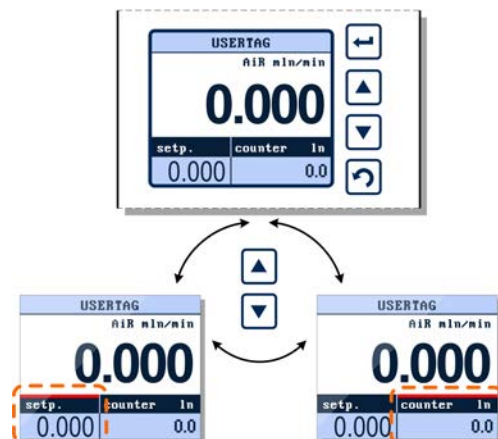 USERTAG
AiR mln/min
0.000
setp. counter ln
0.000 0.0
USERTAG
AiR mln/min
0.000
setp. counter ln
0.000 0.0
USERTAG
AiR mln/min
0.000
setp. counter ln
0.000 0.0